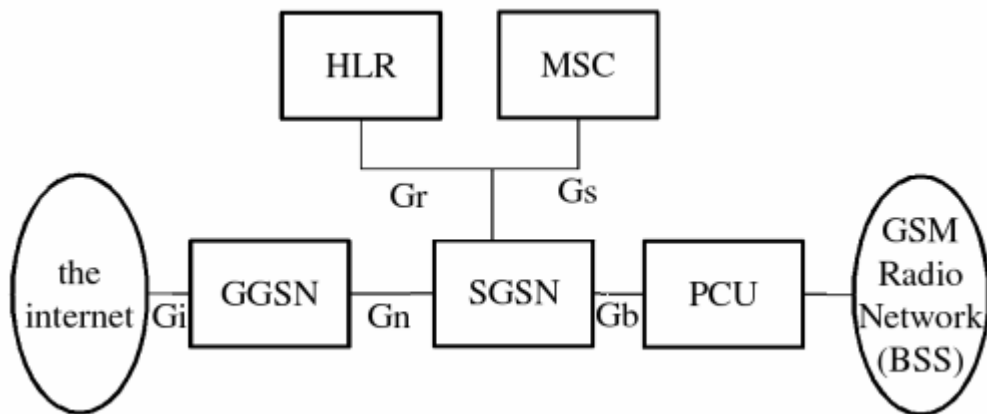 HLR
MSC
Gr
Gs
the
internet
Gi
GGSN
Gn
SGSN
Gb
PCU
GSM
Radio
Network
(BSS)